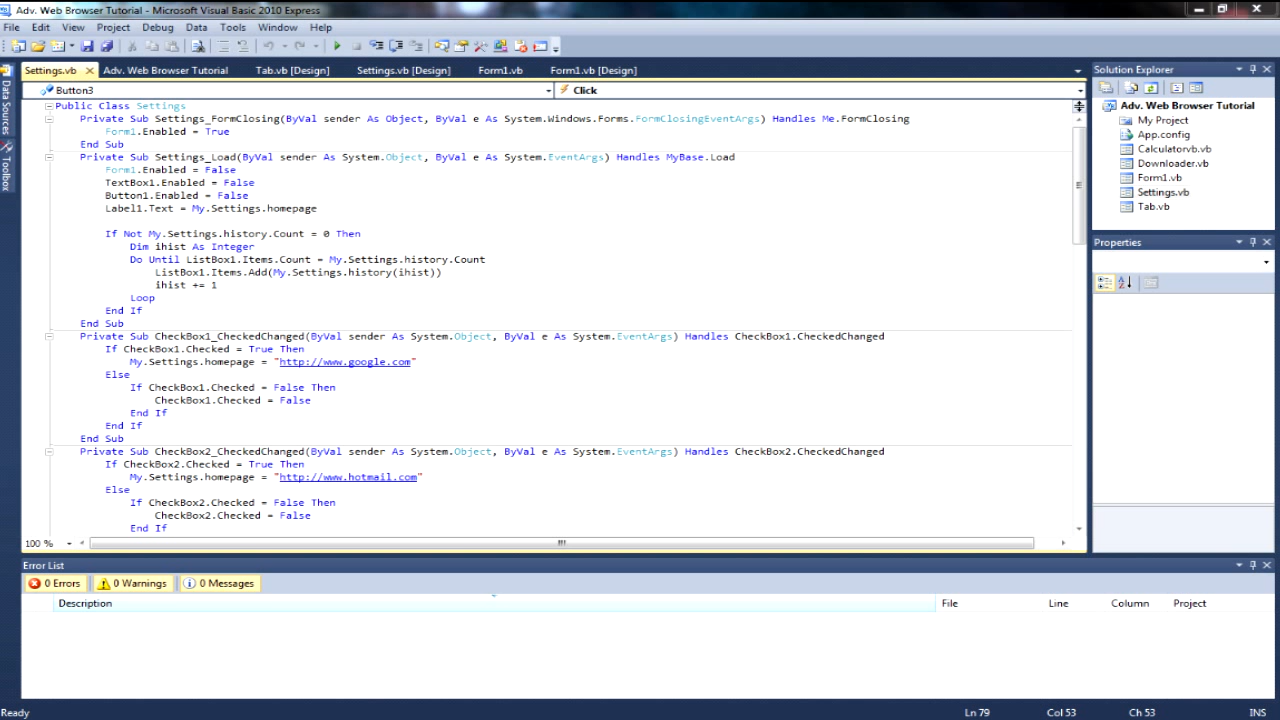 Adv. Web Browser Tutorial - Microsoft Visual Basic 2010 Express
File Edit View Project Debug Data Tools Window Help
Settings.vb Adv. Web Browser Tutorial Tab.vb [Design] Settings.vb [Design] Form1.vb Form1.vb [Design]
Button3 Click
Data Sources
Toolbox
Public Class Settings
Private Sub Settings_FormClosing(ByVal sender As Object, ByVal e As System.Windows.Forms.FormClosingEventArgs) Handles Me.FormClosing
Form1.Enabled = True
End Sub
Private Sub Settings_Load(ByVal sender As System.Object, ByVal e As System.EventArgs) Handles MyBase.Load
Form1.Enabled = False
TextBox1.Enabled = False
Button1.Enabled = False
Label1.Text = My.Settings.homepage
If Not My.Settings.history.Count = 0 Then
Dim ihist As Integer
Do Until ListBox1.Items.Count = My.Settings.history.Count
ListBox1.Items.Add(My.Settings.history(ihist))
ihist += 1
Loop
End If
End Sub
Private Sub CheckBox1_CheckedChanged(ByVal sender As System.Object, ByVal e As System.EventArgs) Handles CheckBox1.CheckedChanged
If CheckBox1.Checked = True Then
My.Settings.homepage = "http://www.google.com"
Else
If CheckBox1.Checked = False Then
CheckBox1.Checked = False
End If
End If
End Sub
Private Sub CheckBox2_CheckedChanged(ByVal sender As System.Object, ByVal e As System.EventArgs) Handles CheckBox2.CheckedChanged
If CheckBox2.Checked = True Then
My.Settings.homepage = "http://www.hotmail.com"
Else
If CheckBox2.Checked = False Then
CheckBox2.Checked = False
End If
100 %
Solution Explorer
Adv. Web Browser Tutorial
My Project
App.config
Calculatorvb.vb
Downloader.vb
Form1.vb
Settings.vb
Tab.vb
Properties
Error List
0 Errors 0 Warnings 0 Messages
Description File Line Column Project
Ready Ln 79 Col 53 Ch 53 INS